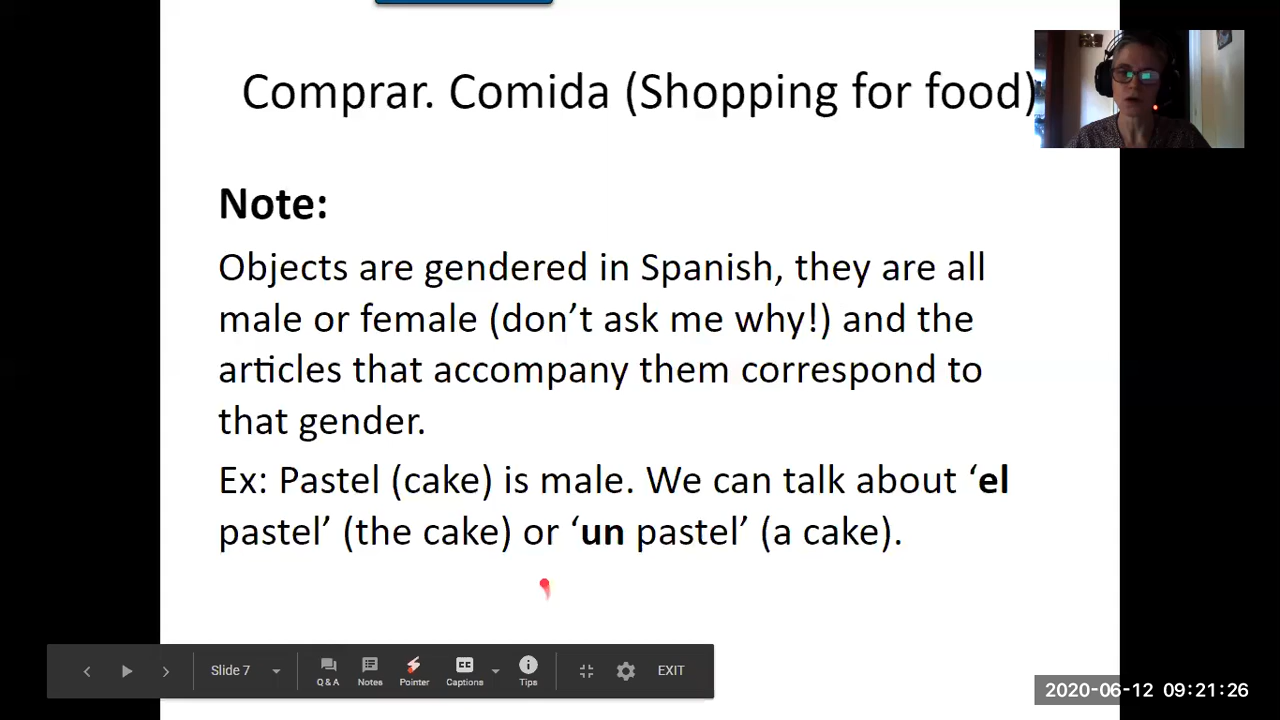 Comprar. Comida (Shopping for food)
Note:
Objects are gendered in Spanish, they are all
male or female (don’t ask me why!) and the
articles that accompany them correspond to
that gender.
Ex: Pastel (cake) is male. We can talk about ‘el
pastel’ (the cake) or ‘un pastel’ (a cake).
Slide 7
Q & A
Notes
Pointer
Captions
CC
Tips
EXIT
2020-06-12 09:21:26